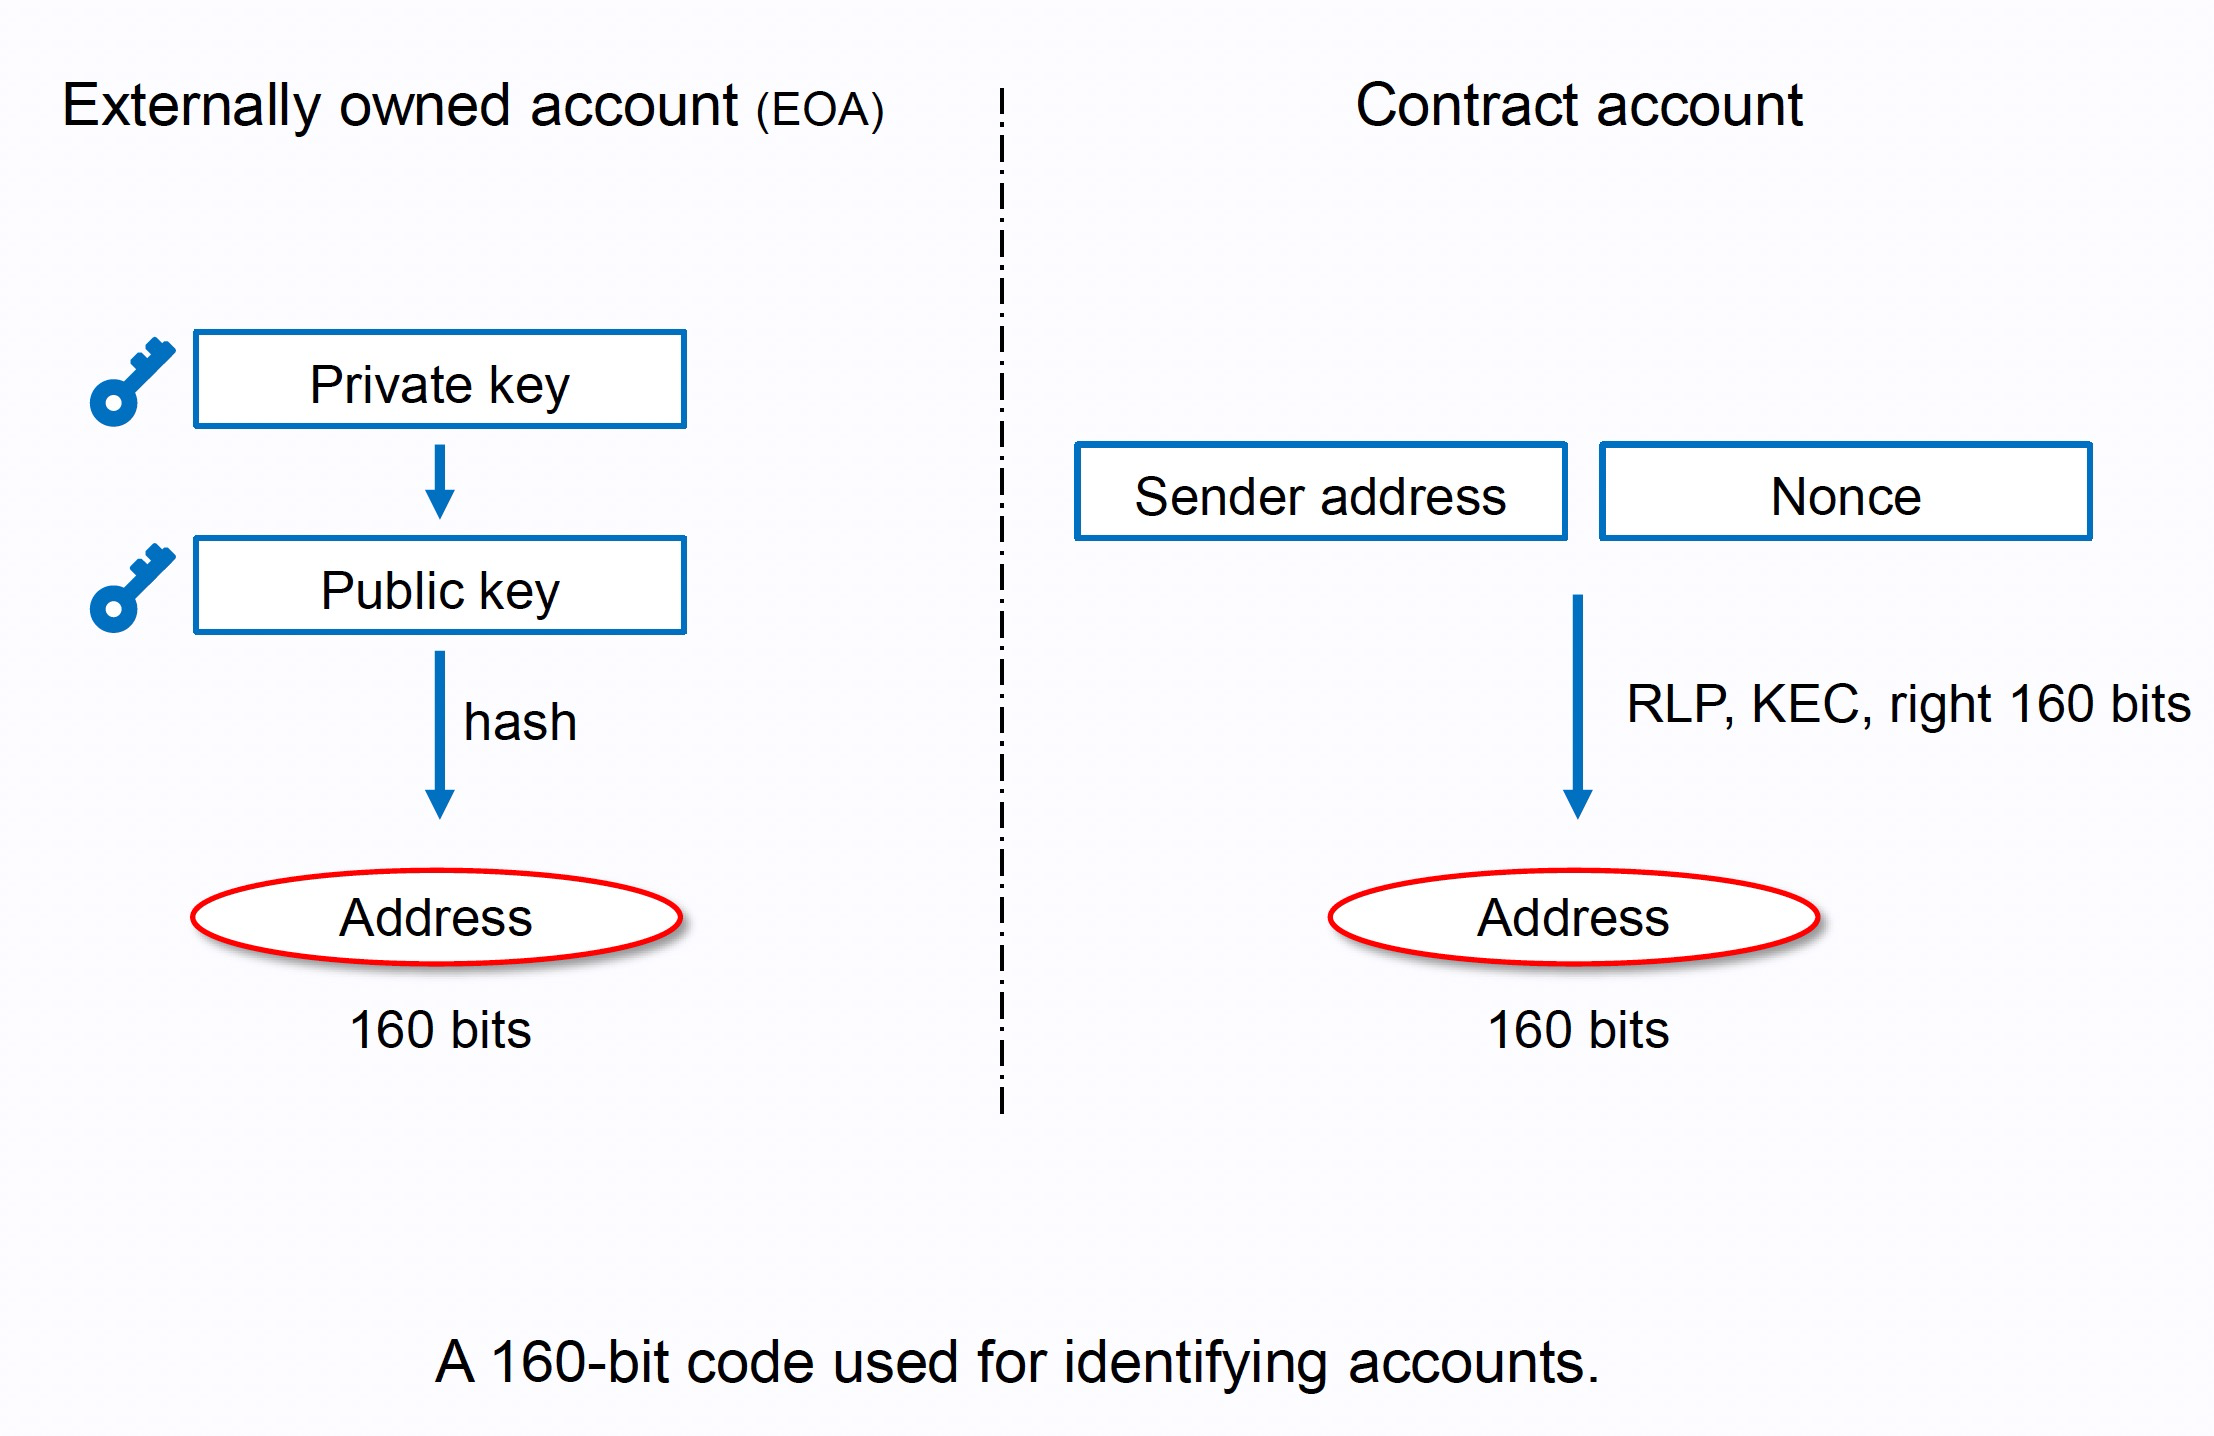 Externally owned account (EOA)
Private key
Public key
hash
Address
160 bits
Contract account
Sender address
Nonce
RLP, KEC, right 160 bits
Address
160 bits
A 160-bit code used for identifying accounts.